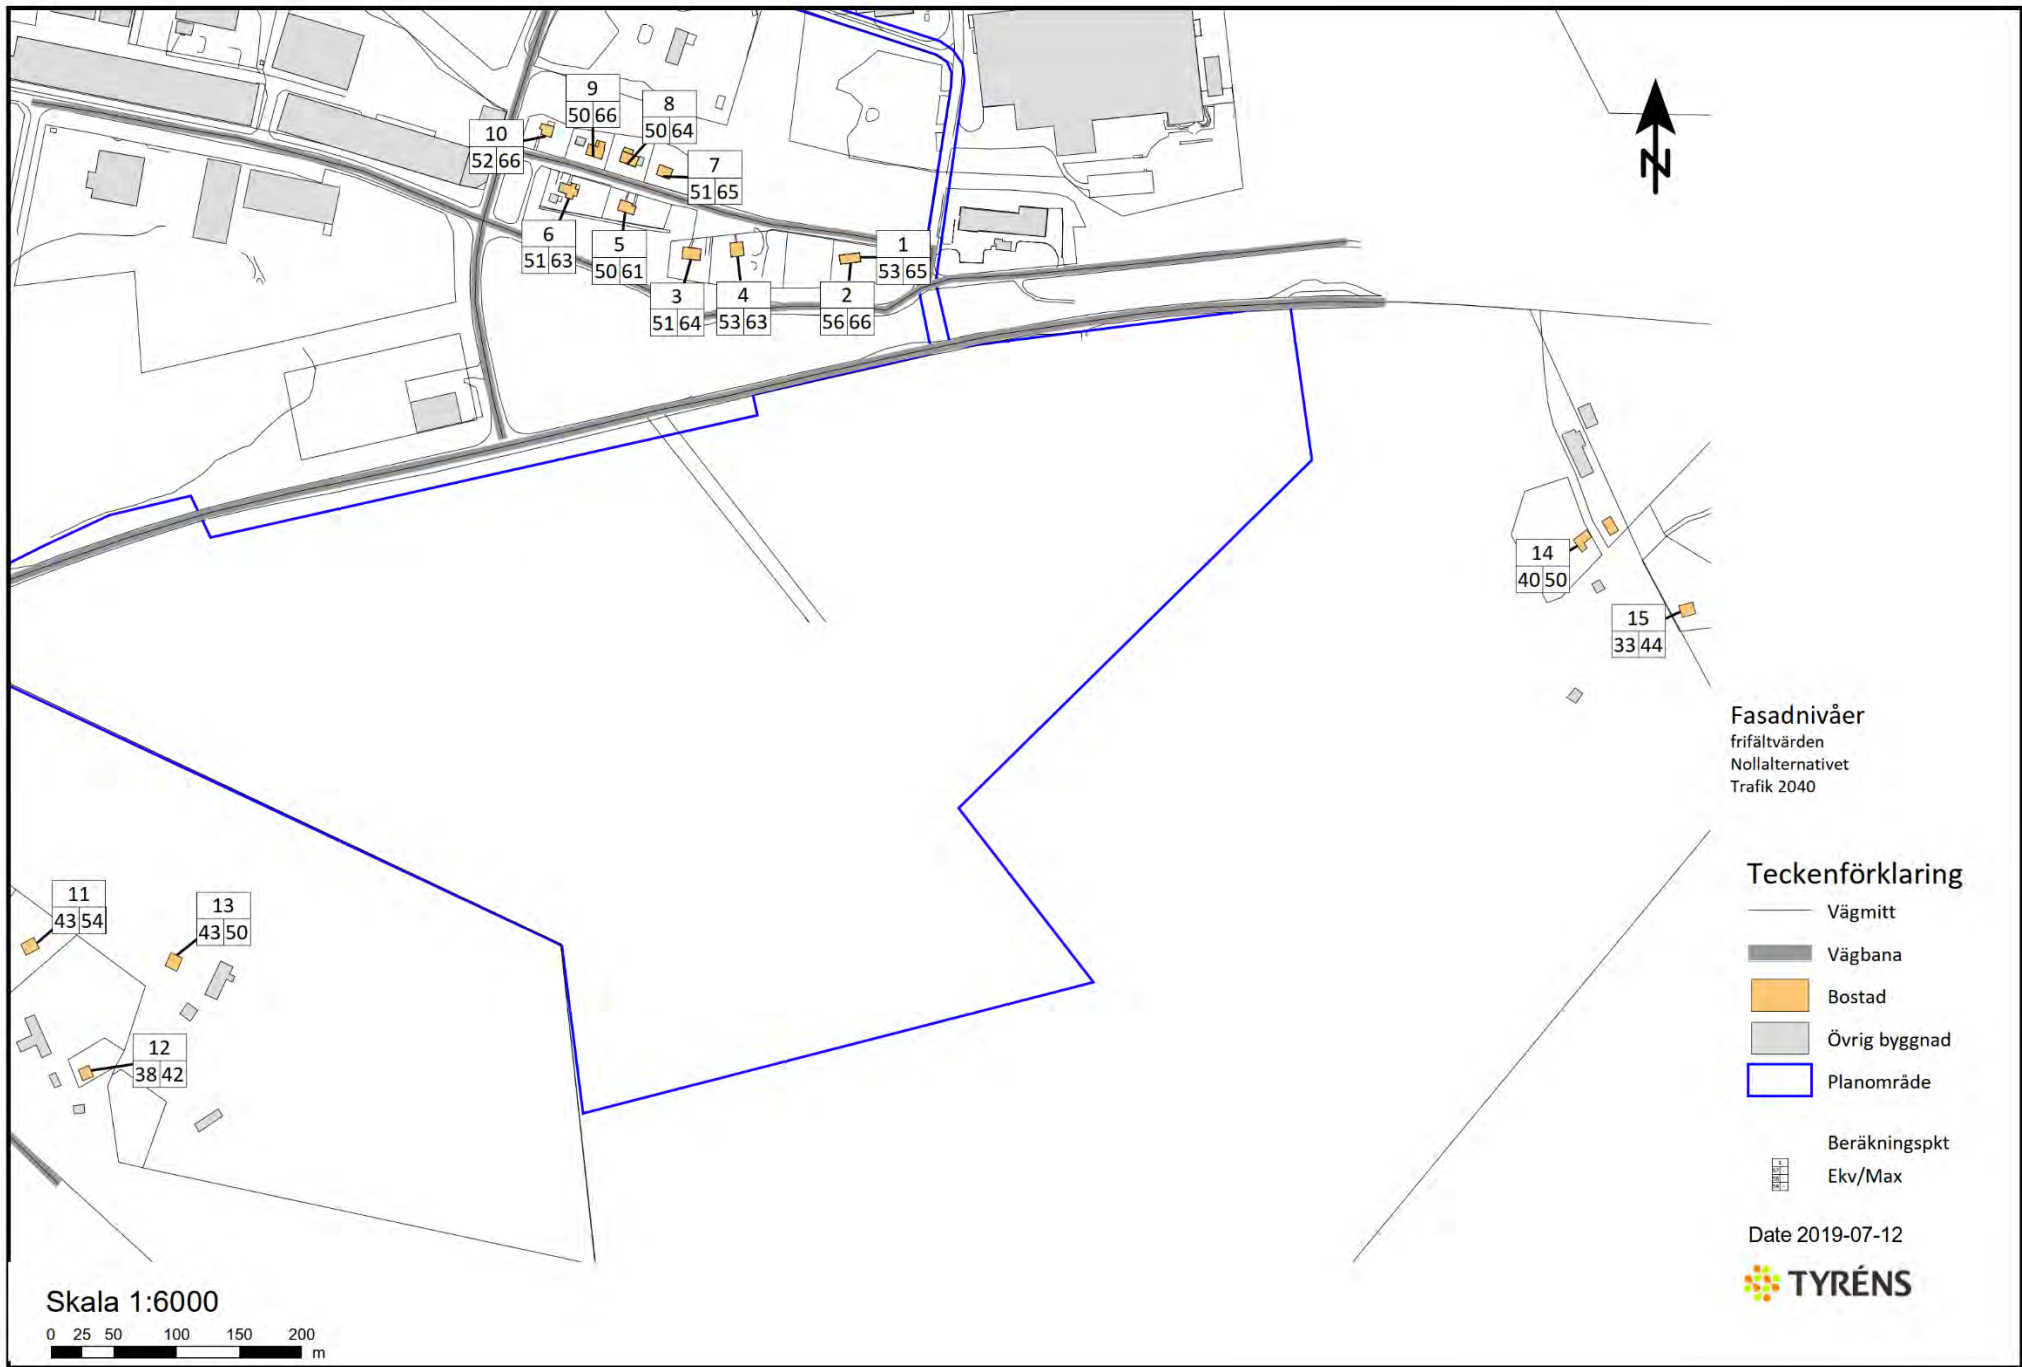 9
50 66
8
50 64
10
52 66
7
51 65
6
51 63
5
50 61
1
53 65
3
51 64
4
53 63
2
56 66
N
14
40 50
15
33 44
Fasadnivåer
frifältvärden
Nollalternativet
Trafik 2040
Teckenförklaring
Vägmitt
Vägbana
Bostad
Övrig byggnad
Planområde
Beräkningspkt
Ekv/Max
Date 2019-07-12
TYRÉNS
11
43 54
13
43 50
12
38 42
Skala 1:6000
0 25 50 100 150 200
m